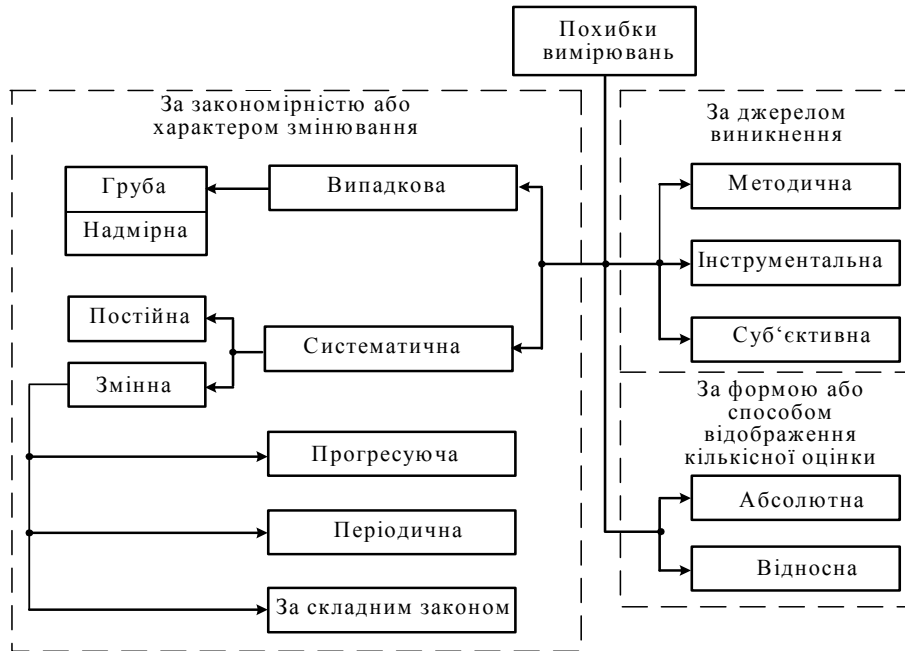 Похибки
вимірювань
За закономірністю або
характером змінювання
Груба
Надмірна
Випадкова
Постійна
Змінна
Систематична
Прогресуюча
Періодична
За складним законом
За джерелом
виникнення
Методична
Інструментальна
Суб‘єктивна
За формою або
способом
відображення
кількісної оцінки
Абсолютна
Відносна